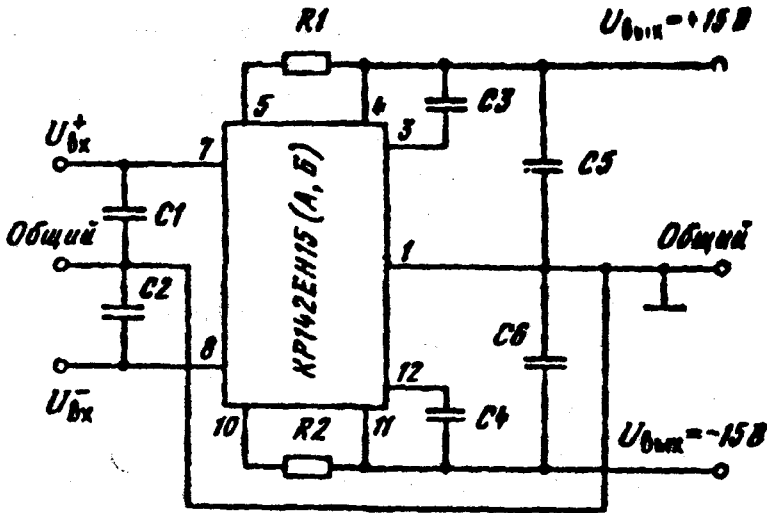 R1
Uвых=+15В
5
4
C3
3
U⁺вх
7
C5
C1
КР142ЕН15 (А, Б)
Общий
1
Общий
C2
C6
8
12
U⁻вх
10
R2
11
C4
Uвых=-15В